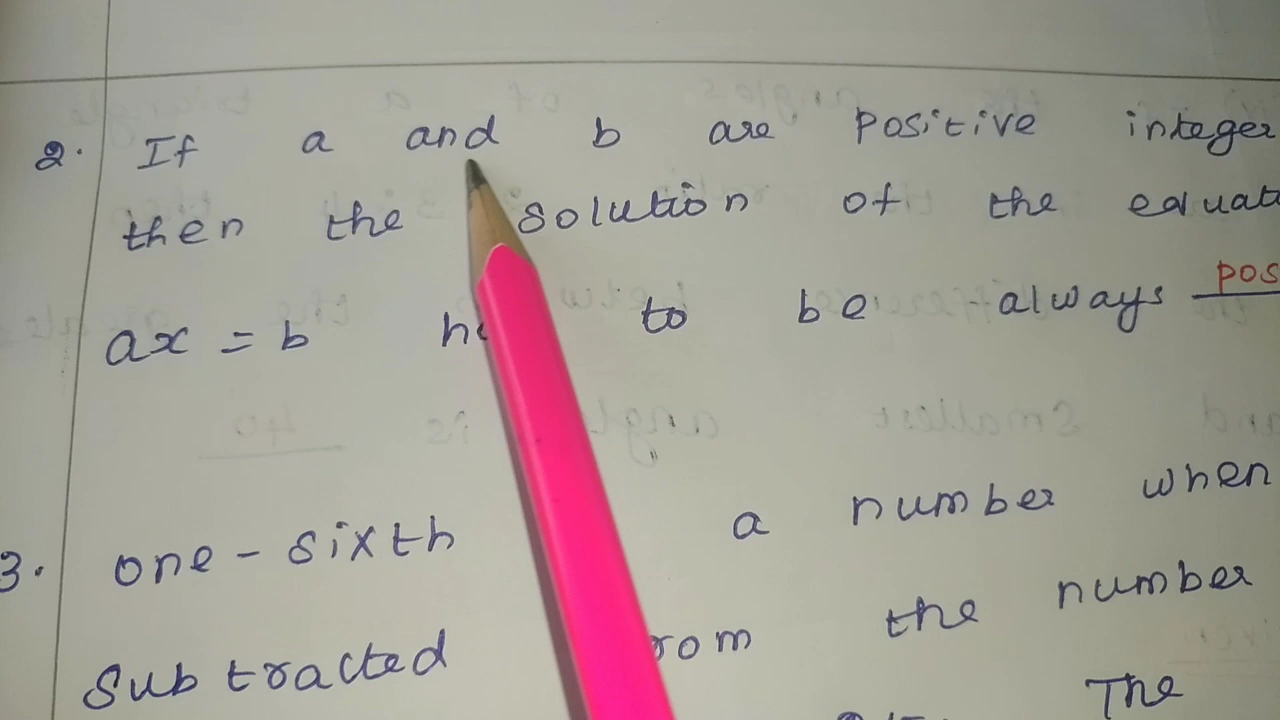 2. If a and b are positive integer
then the solution of the equat
ax = b to be always pos
3. one - sixth a number when
subtracted the number
The